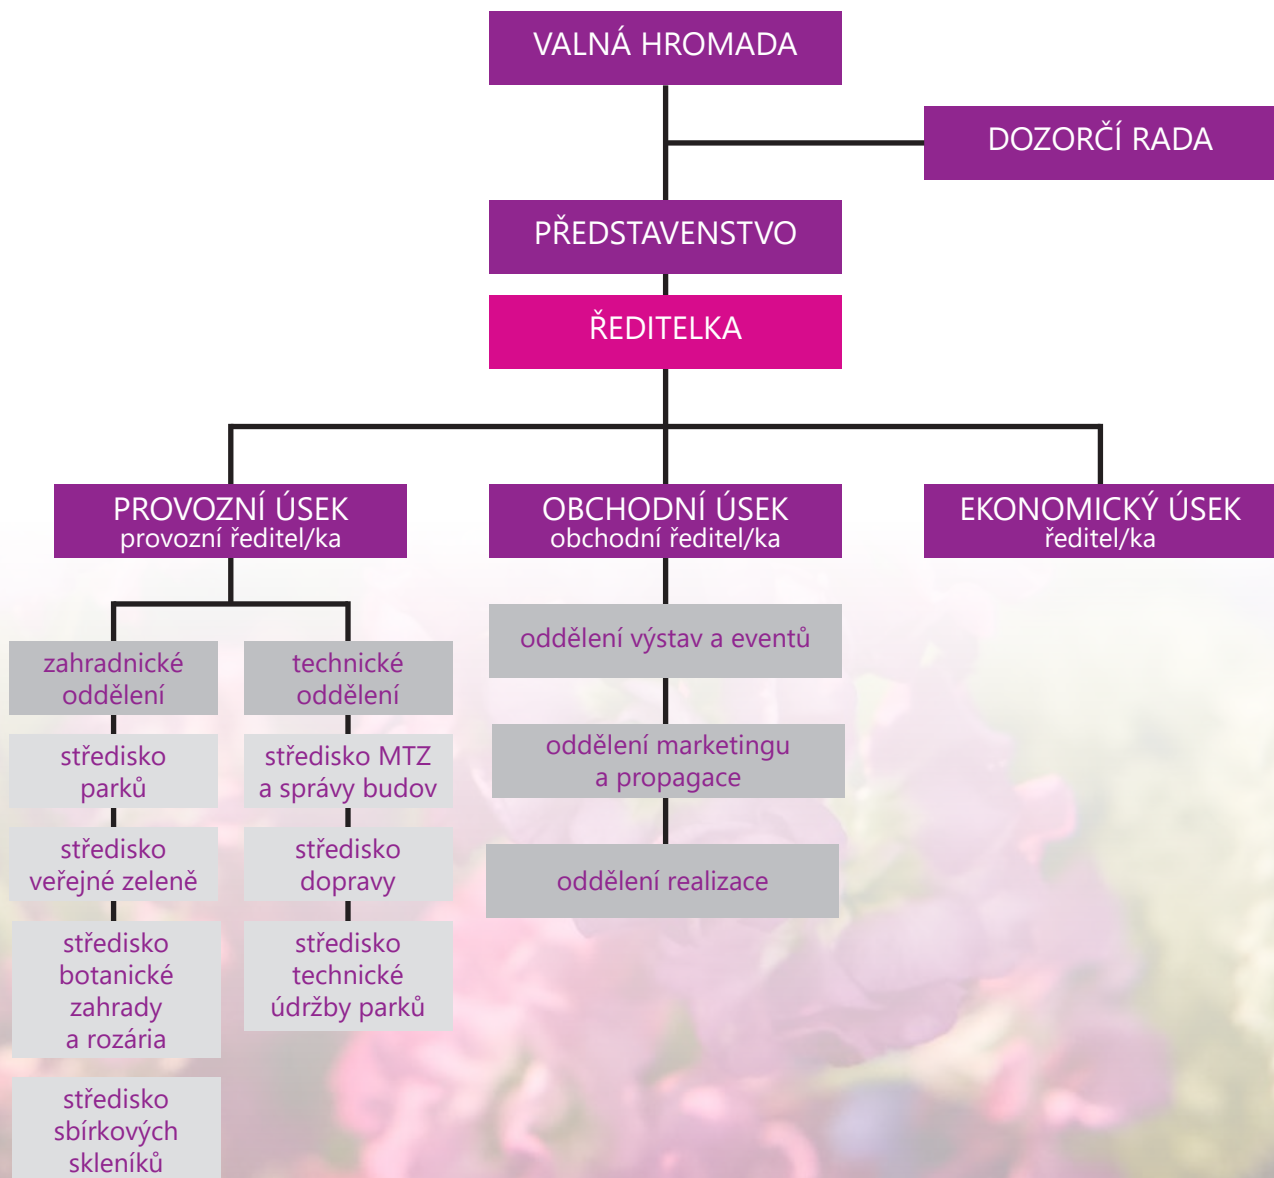 VALNÁ HROMADA
DOZORČÍ RADA
PŘEDSTAVENSTVO
ŘEDITELKA
PROVOZNÍ ÚSEK
provozní ředitel/ka
OBCHODNÍ ÚSEK
obchodní ředitel/ka
EKONOMICKÝ ÚSEK
ředitel/ka
zahradnické
oddělení
středisko
parků
středisko
veřejné zeleně
středisko
botanické
zahrady
a rozária
středisko
sbírkových
skleníků
technické
oddělení
středisko MTZ
a správy budov
středisko
dopravy
středisko
technické
údržby parků
oddělení výstav a eventů
oddělení marketingu
a propagace
oddělení realizace